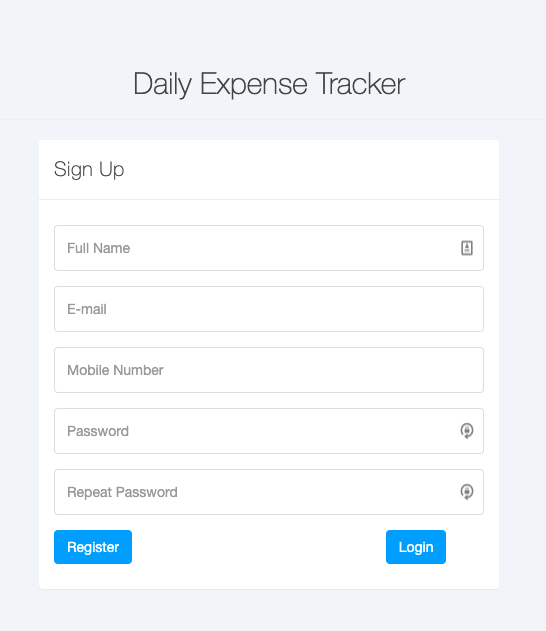 Daily Expense Tracker
Sign Up
Full Name
E-mail
Mobile Number
Password
Repeat Password
Register Login